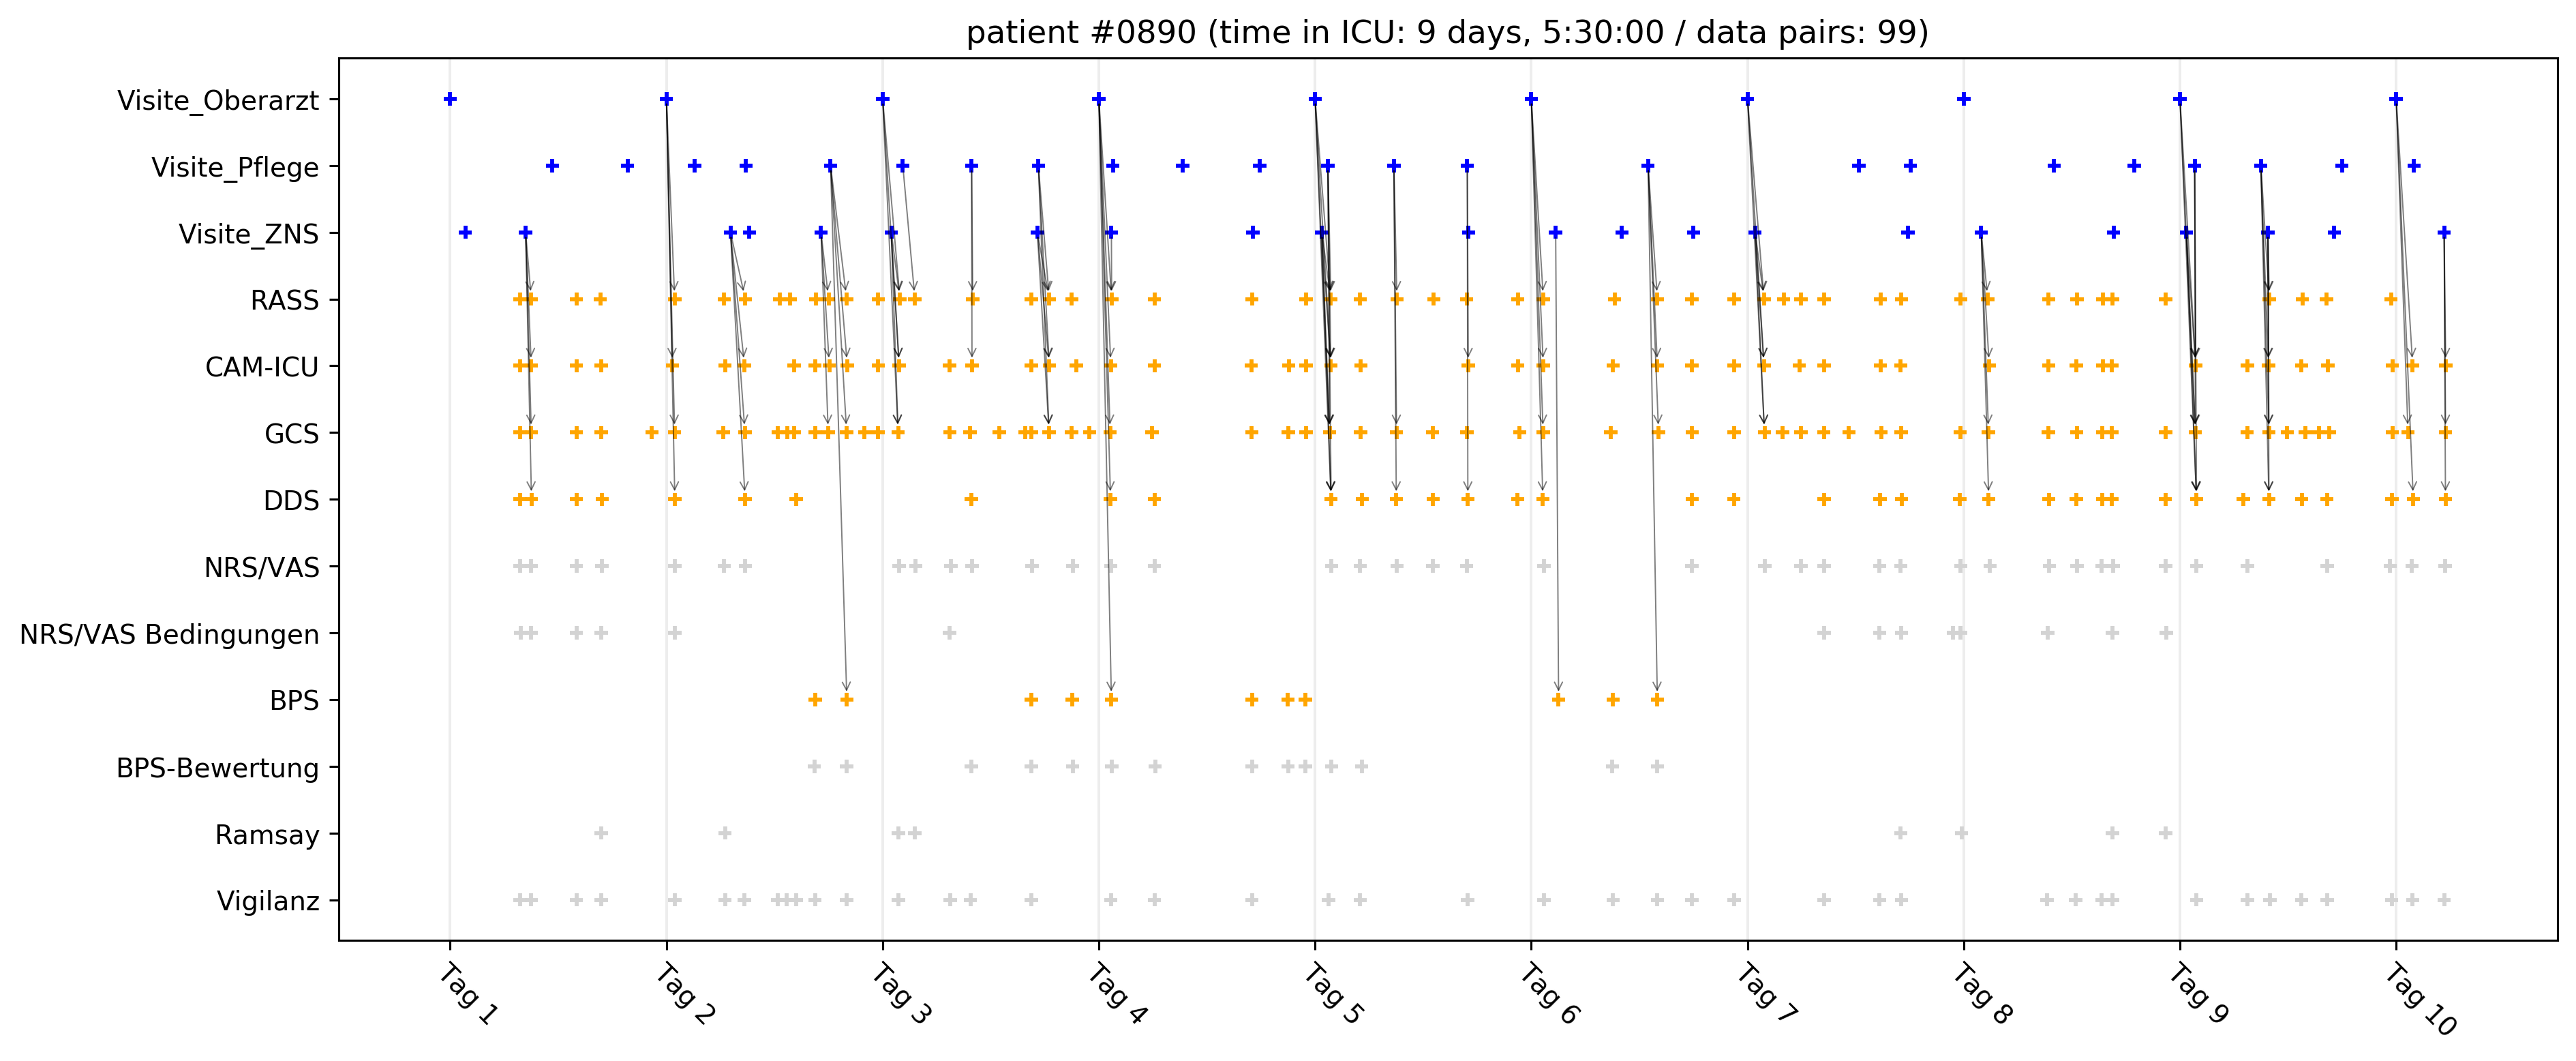 patient #0890 (time in ICU: 9 days, 5:30:00 / data pairs: 99)
Visite_Oberarzt
Visite_Pflege
Visite_ZNS
RASS
CAM-ICU
GCS
DDS
NRS/VAS
NRS/VAS Bedingungen
BPS
BPS-Bewertung
Ramsay
Vigilanz
Tag 1
Tag 2
Tag 3
Tag 4
Tag 5
Tag 6
Tag 7
Tag 8
Tag 9
Tag 10